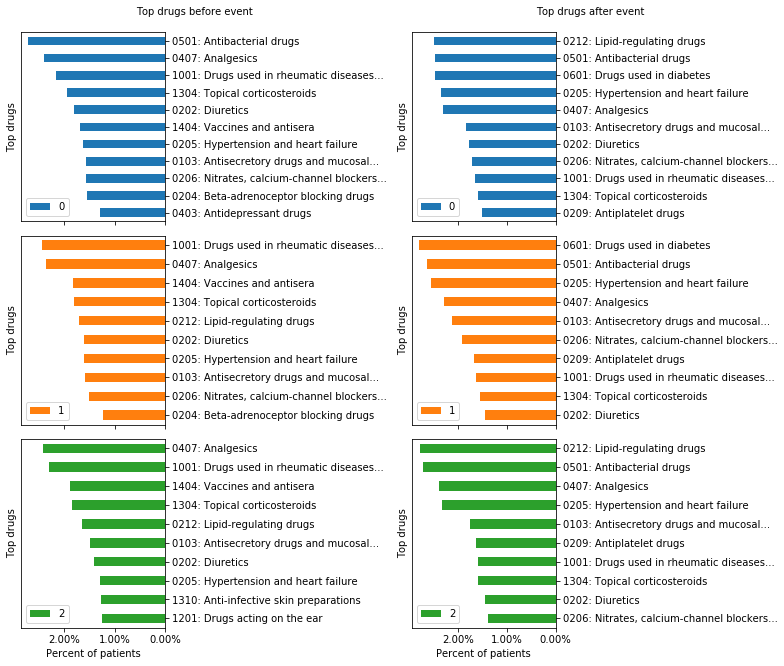 Top drugs before event
Top drugs
0501: Antibacterial drugs
0407: Analgesics
1001: Drugs used in rheumatic diseases...
1304: Topical corticosteroids
0202: Diuretics
1404: Vaccines and antisera
0205: Hypertension and heart failure
0103: Antisecretory drugs and mucosal...
0206: Nitrates, calcium-channel blockers...
0204: Beta-adrenoceptor blocking drugs
0403: Antidepressant drugs
0
Top drugs
1001: Drugs used in rheumatic diseases...
0407: Analgesics
1404: Vaccines and antisera
1304: Topical corticosteroids
0212: Lipid-regulating drugs
0202: Diuretics
0205: Hypertension and heart failure
0103: Antisecretory drugs and mucosal...
0206: Nitrates, calcium-channel blockers...
0204: Beta-adrenoceptor blocking drugs
1
Top drugs
0407: Analgesics
1001: Drugs used in rheumatic diseases...
1404: Vaccines and antisera
1304: Topical corticosteroids
0212: Lipid-regulating drugs
0103: Antisecretory drugs and mucosal...
0202: Diuretics
0205: Hypertension and heart failure
1310: Anti-infective skin preparations
1201: Drugs acting on the ear
2
2.00% 1.00% 0.00%
Percent of patients
Top drugs after event
Top drugs
0212: Lipid-regulating drugs
0501: Antibacterial drugs
0601: Drugs used in diabetes
0205: Hypertension and heart failure
0407: Analgesics
0103: Antisecretory drugs and mucosal...
0202: Diuretics
0206: Nitrates, calcium-channel blockers...
1001: Drugs used in rheumatic diseases...
1304: Topical corticosteroids
0209: Antiplatelet drugs
0
Top drugs
0601: Drugs used in diabetes
0501: Antibacterial drugs
0205: Hypertension and heart failure
0407: Analgesics
0103: Antisecretory drugs and mucosal...
0206: Nitrates, calcium-channel blockers...
0209: Antiplatelet drugs
1001: Drugs used in rheumatic diseases...
1304: Topical corticosteroids
0202: Diuretics
1
Top drugs
0212: Lipid-regulating drugs
0501: Antibacterial drugs
0407: Analgesics
0205: Hypertension and heart failure
0103: Antisecretory drugs and mucosal...
0209: Antiplatelet drugs
1001: Drugs used in rheumatic diseases...
1304: Topical corticosteroids
0202: Diuretics
0206: Nitrates, calcium-channel blockers...
2
2.00% 1.00% 0.00%
Percent of patients